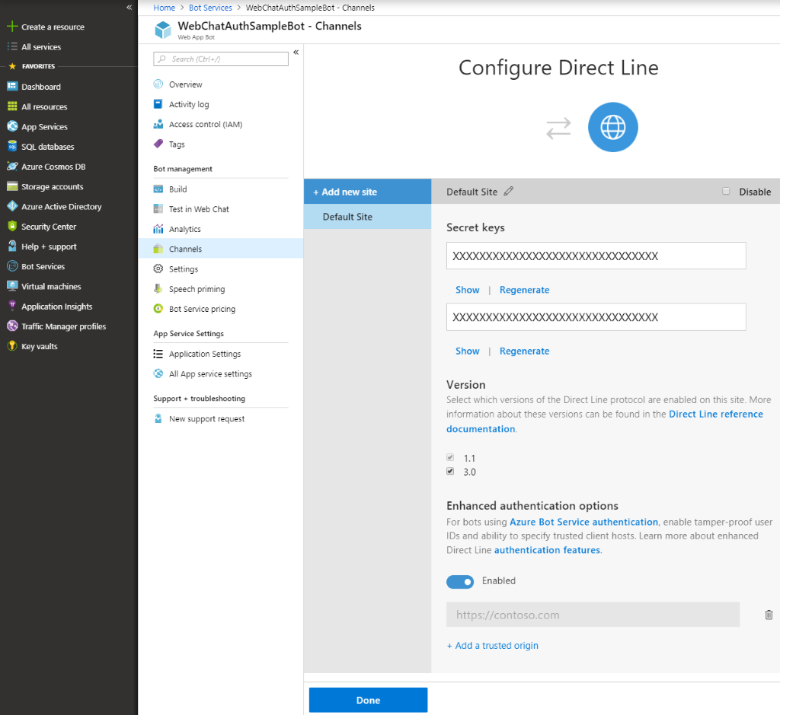 «
Home > Bot Services > WebChatAuthSampleBot - Channels
Create a resource
All services
FAVORITES
Dashboard
All resources
App Services
SQL databases
Azure Cosmos DB
Storage accounts
Azure Active Directory
Security Center
Help + support
Bot Services
Virtual machines
Application Insights
Traffic Manager profiles
Key vaults
WebChatAuthSampleBot - Channels
Web App Bot
Search (Ctrl+/)
«
Overview
Activity log
Access control (IAM)
Tags
Bot management
Build
Test in Web Chat
Analytics
Channels
Settings
Speech priming
Bot Service pricing
App Service Settings
Application Settings
All App service settings
Support + troubleshooting
New support request
Configure Direct Line
+ Add new site
Default Site
Default Site
Disable
Secret keys
XXXXXXXXXXXXXXXXXXXXXXXXXXXXXXX
Show | Regenerate
XXXXXXXXXXXXXXXXXXXXXXXXXXXXXXX
Show | Regenerate
Version
Select which versions of the Direct Line protocol are enabled on this site. More
information about these versions can be found in the Direct Line reference
documentation.
1.1
3.0
Enhanced authentication options
For bots using Azure Bot Service authentication, enable tamper-proof user
IDs and ability to specify trusted client hosts. Learn more about enhanced
Direct Line authentication features.
Enabled
https://contoso.com
+ Add a trusted origin
Done